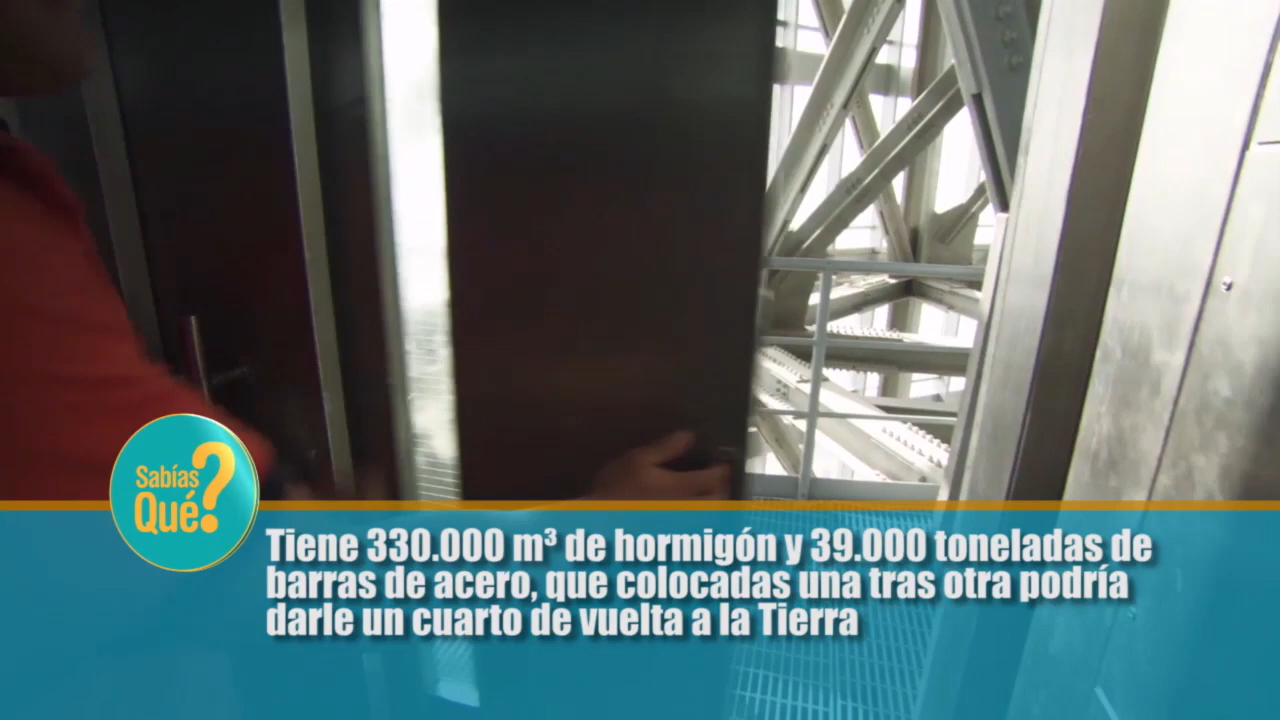 Sabías
Qué?
Tiene 330.000 m³ de hormigón y 39.000 toneladas de
barras de acero, que colocadas una tras otra podría
darle un cuarto de vuelta a la Tierra